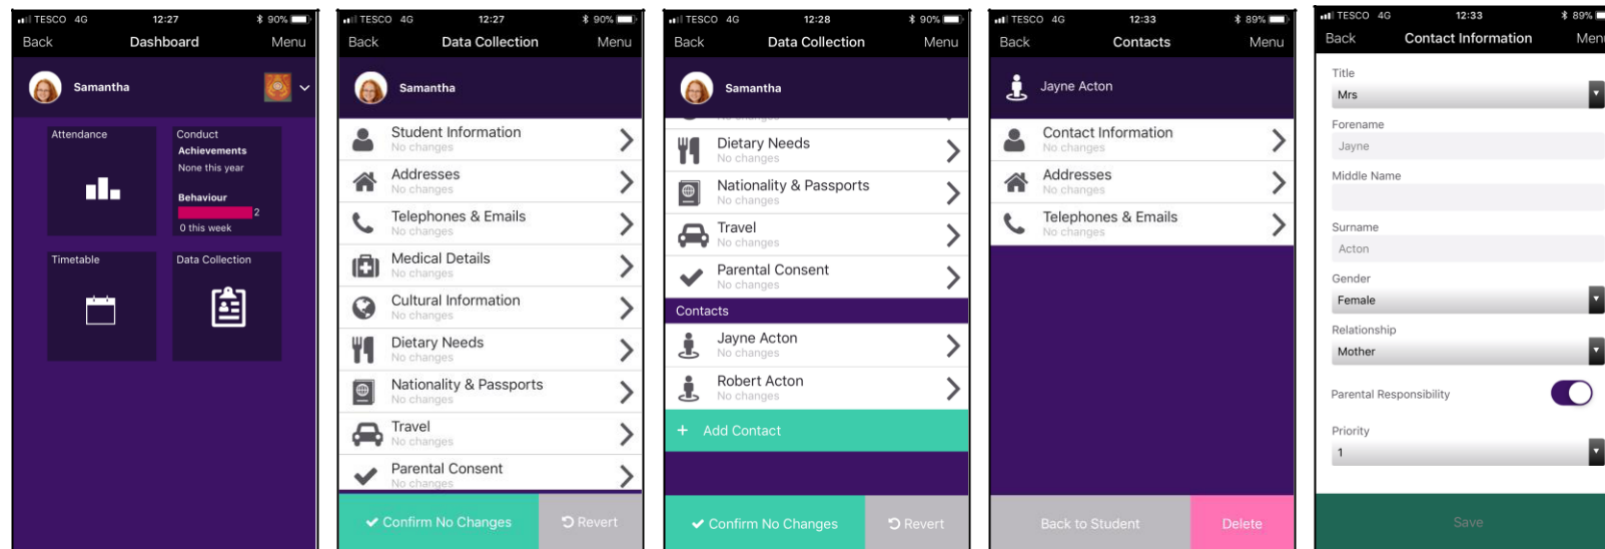 TESCO 4G 12:27 90%
Back Dashboard Menu
Samantha
Attendance
Conduct
Achievements
None this year
Behaviour
2
0 this week
Timetable
Data Collection
TESCO 4G 12:27 90%
Back Data Collection Menu
Samantha
Student Information
No changes
Addresses
No changes
Telephones & Emails
No changes
Medical Details
No changes
Cultural Information
No changes
Dietary Needs
No changes
Nationality & Passports
No changes
Travel
No changes
Parental Consent
No changes
Confirm No Changes Revert
TESCO 4G 12:28 90%
Back Data Collection Menu
Samantha
Dietary Needs
No changes
Nationality & Passports
No changes
Travel
No changes
Parental Consent
No changes
Contacts
Jayne Acton
No changes
Robert Acton
No changes
+ Add Contact
Confirm No Changes Revert
TESCO 4G 12:33 89%
Back Contacts Menu
Jayne Acton
Contact Information
No changes
Addresses
No changes
Telephones & Emails
No changes
Back to Student Delete
TESCO 4G 12:33 89%
Back Contact Information Menu
Title
Mrs
Forename
Jayne
Middle Name
Surname
Acton
Gender
Female
Relationship
Mother
Parental Responsibility
Priority
1
Save